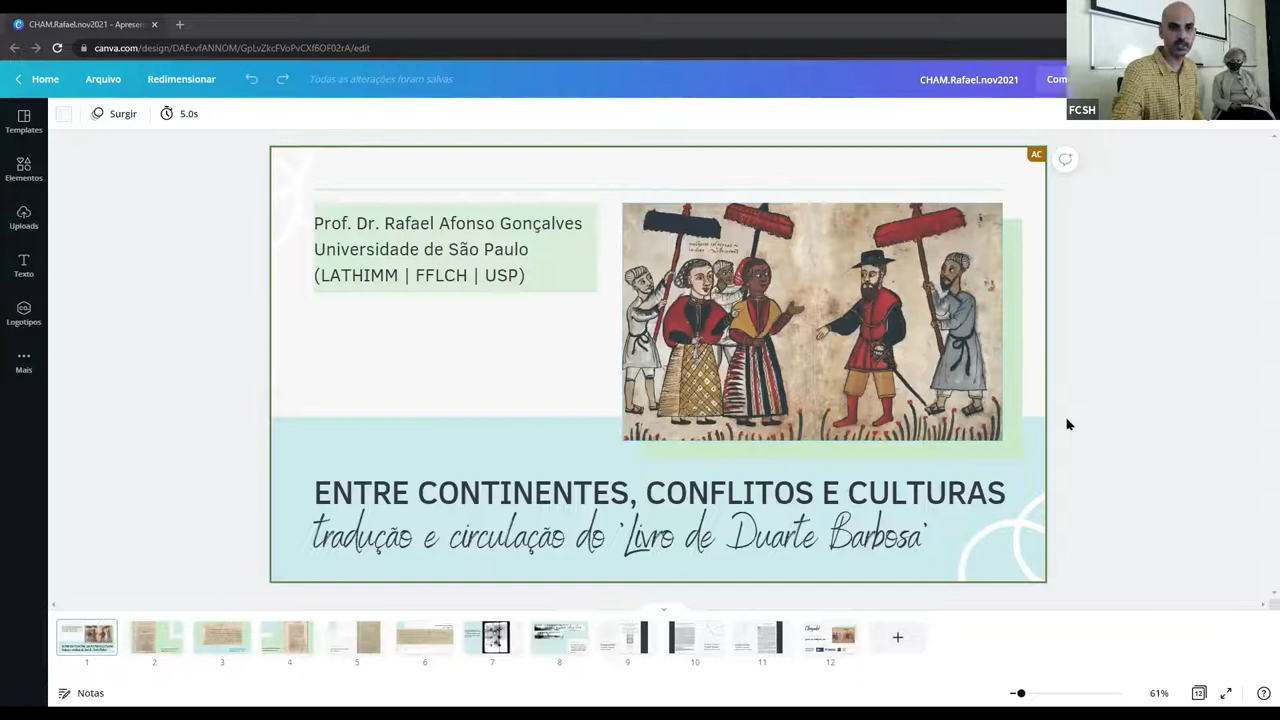 CHAM.Rafael.nov2021 - Apresen
canva.com/design/DAEvvfANNOM/GpLvZkcFVoPvCXf6OF02rA/edit
Home
Arquivo
Redimensionar
Todas as alterações foram salvas
CHAM.Rafael.nov2021
Com
FCSH
Surgir
5.0s
Templates
Elementos
Uploads
Texto
Logotipos
Mais
AC
Prof. Dr. Rafael Afonso Gonçalves
Universidade de São Paulo
(LATHIMM | FFLCH | USP)
ENTRE CONTINENTES, CONFLITOS E CULTURAS
tradução e circulação do 'Livro de Duarte Barbosa'
1
2
3
4
5
6
7
8
9
10
11
12
Notas
61%
12